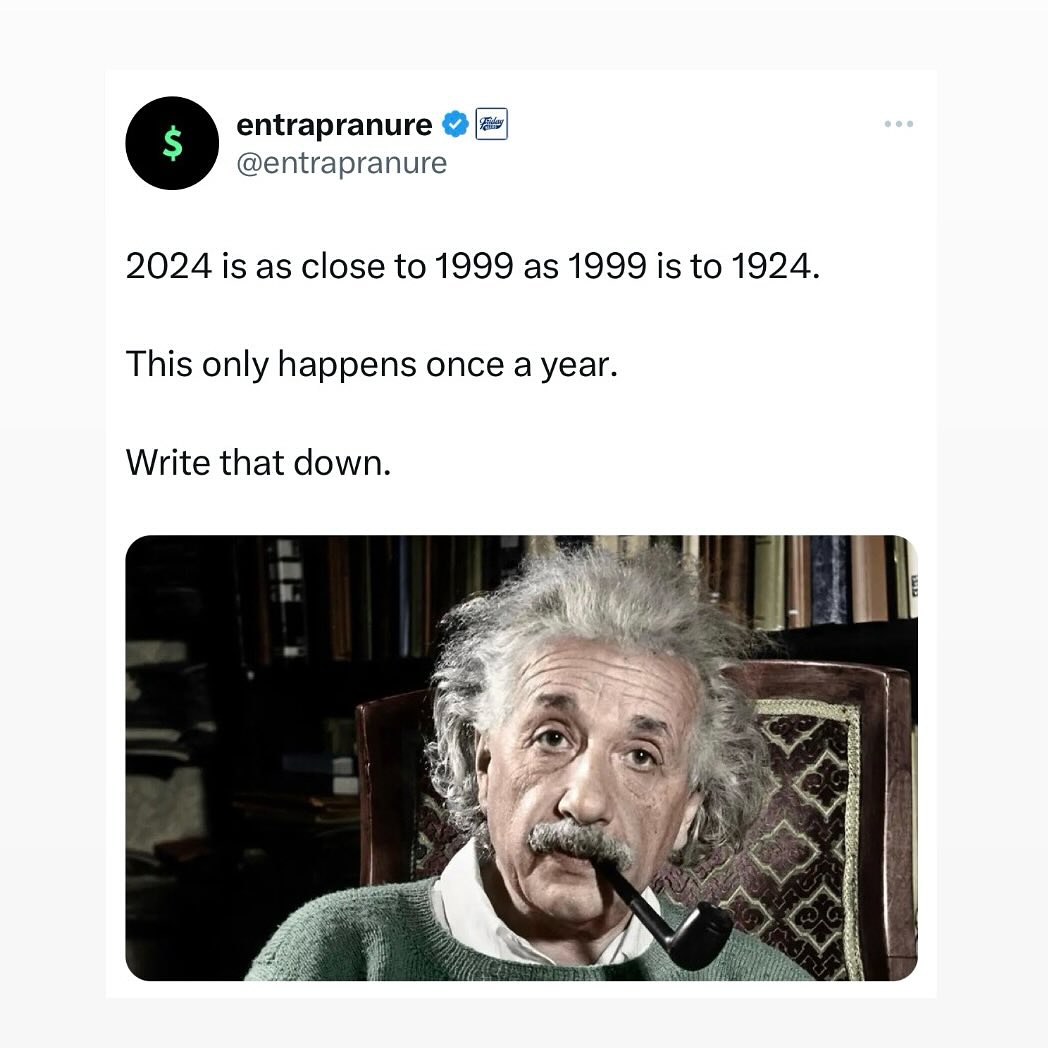 $
entrapranure
Friday
@entrapranure
2024 is as close to 1999 as 1999 is to 1924.
This only happens once a year.
Write that down.